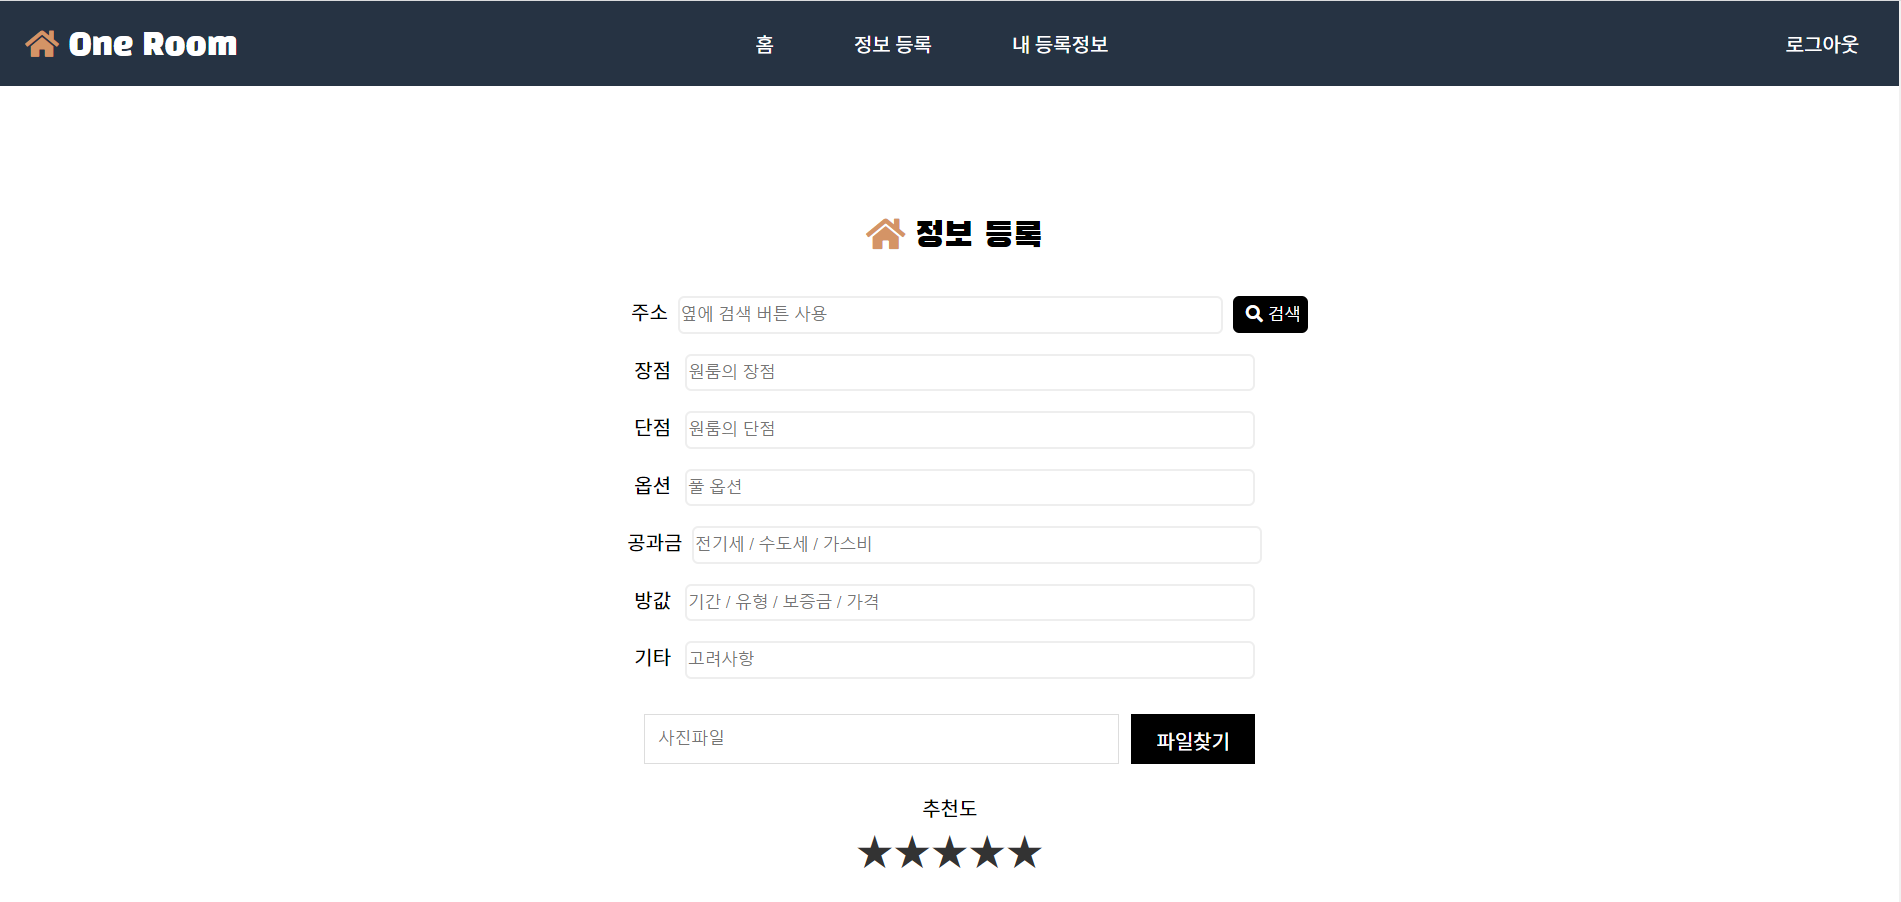 One Room 홈 정보 등록 내 등록정보 로그아웃
정보 등록
주소 옆에 검색 버튼 사용 검색
장점 원룸의 장점
단점 원룸의 단점
옵션 풀 옵션
공과금 전기세 / 수도세 / 가스비
방값 기간 / 유형 / 보증금 / 가격
기타 고려사항
사진파일 파일찾기
추천도
★★★★★